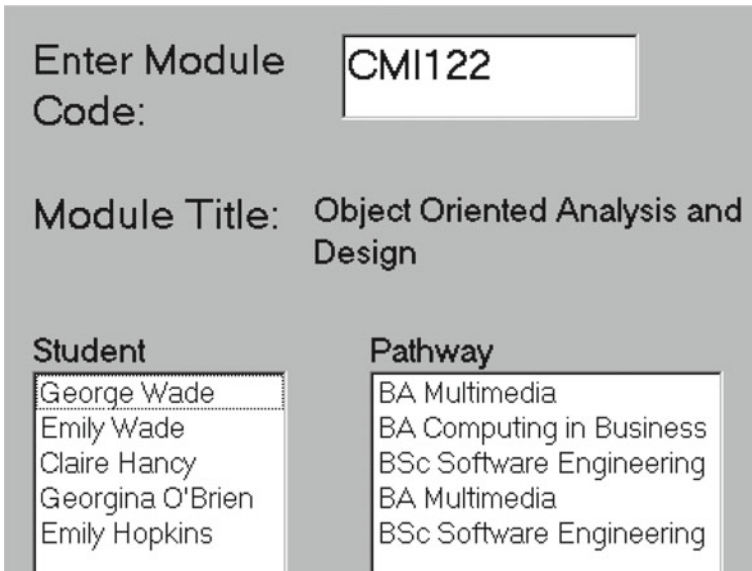 Enter Module
Code:
CMI122
Module Title:
Object Oriented Analysis and
Design
Student
George Wade
Emily Wade
Claire Hancy
Georgina O'Brien
Emily Hopkins
Pathway
BA Multimedia
BA Computing in Business
BSc Software Engineering
BA Multimedia
BSc Software Engineering